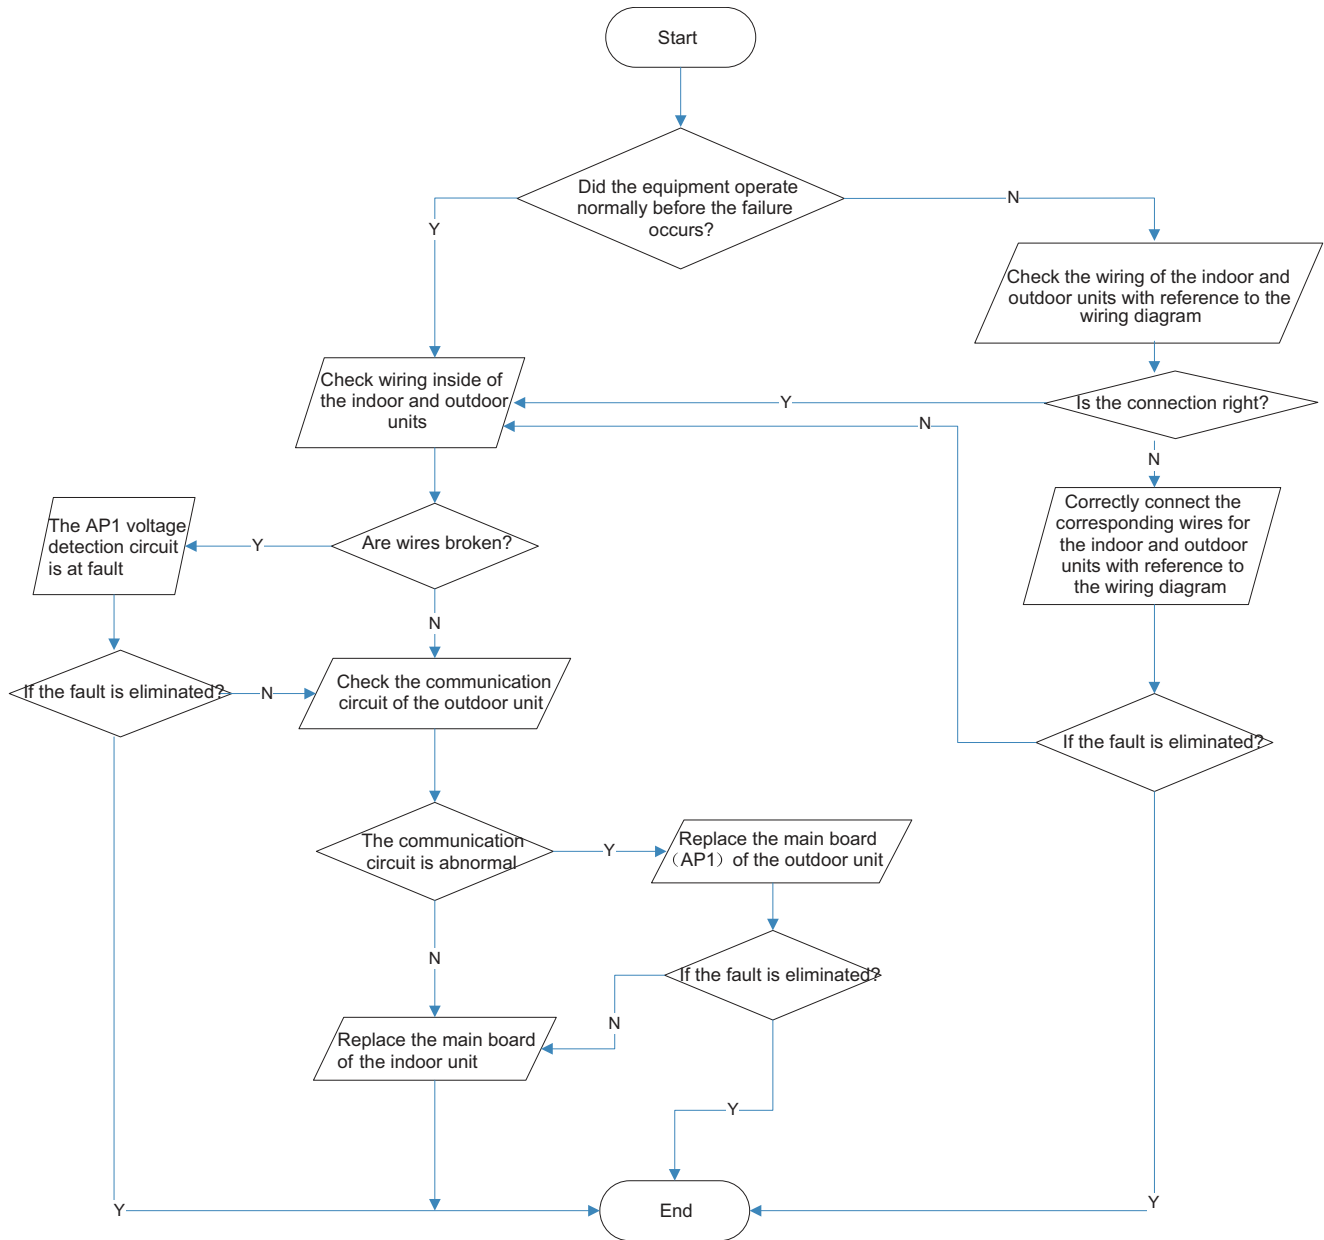 Start
Did the equipment operate
normally before the failure
occurs?
N
Y
Check the wiring of the indoor and
outdoor units with reference to the
wiring diagram
Check wiring inside of
the indoor and outdoor
units
Y
Is the connection right?
N
N
Correctly connect the
corresponding wires for
the indoor and outdoor
units with reference to
the wiring diagram
The AP1 voltage
detection circuit
is at fault
Y
Are wires broken?
N
If the fault is eliminated?
N
Check the communication
circuit of the outdoor unit
If the fault is eliminated?
The communication
circuit is abnormal
Y
Replace the main board
（AP1）of the outdoor unit
N
If the fault is eliminated?
N
Replace the main board
of the indoor unit
Y
Y
End
Y